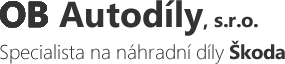 OB Autodíly, s.r.o.
Specialista na náhradní díly Škoda